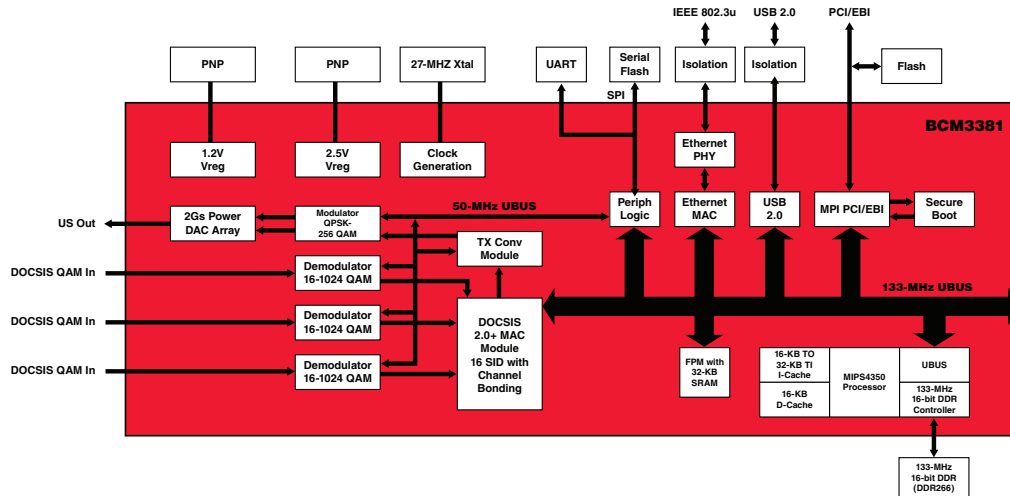 IEEE 802.3u
USB 2.0
PCI/EBI
PNP
PNP
27-MHZ Xtal
UART
Serial
Flash
Isolation
Isolation
Flash
SPI
BCM3381
1.2V
Vreg
2.5V
Vreg
Clock
Generation
Ethernet
PHY
US Out
2Gs Power
DAC Array
Modulator
QPSK-
256 QAM
50-MHz UBUS
Periph
Logic
Ethernet
MAC
USB
2.0
MPI PCI/EBI
Secure
Boot
TX Conv
Module
DOCSIS QAM In
Demodulator
16-1024 QAM
133-MHz UBUS
DOCSIS QAM In
Demodulator
16-1024 QAM
DOCSIS
2.0+ MAC
Module
16 SID with
Channel
Bonding
DOCSIS QAM In
Demodulator
16-1024 QAM
FPM with
32-KB
SRAM
16-KB TO
32-KB TI
I-Cache
16-KB
D-Cache
MIPS4350
Processor
UBUS
133-MHz
16-bit DDR
Controller
133-MHz
16-bit DDR
(DDR266)